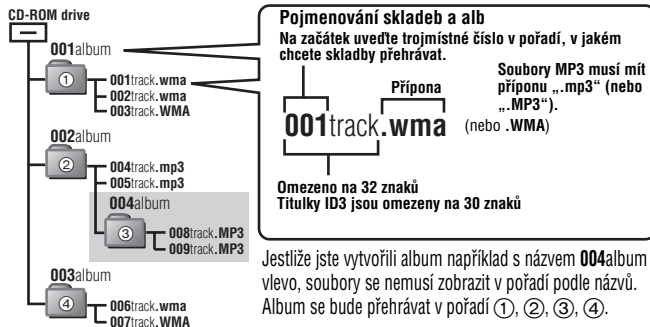 CD-ROM drive
001album
①
001track.wma
002track.wma
003track.WMA
002album
②
004track.mp3
005track.mp3
004album
③
008track.MP3
009track.MP3
003album
④
006track.wma
007track.WMA
Pojmenování skladeb a alb
Na začátek uveďte trojmístné číslo v pořadí, v jakém
chcete skladby přehrávat.
Přípona
001track.wma
(nebo .WMA)
Soubory MP3 musí mít
příponu „.mp3“ (nebo
„.MP3“).
Omezeno na 32 znaků
Titulky ID3 jsou omezeny na 30 znaků
Jestliže jste vytvořili album například s názvem 004album
vlevo, soubory se nemusí zobrazit v pořadí podle názvů.
Album se bude přehrávat v pořadí ①, ②, ③, ④.